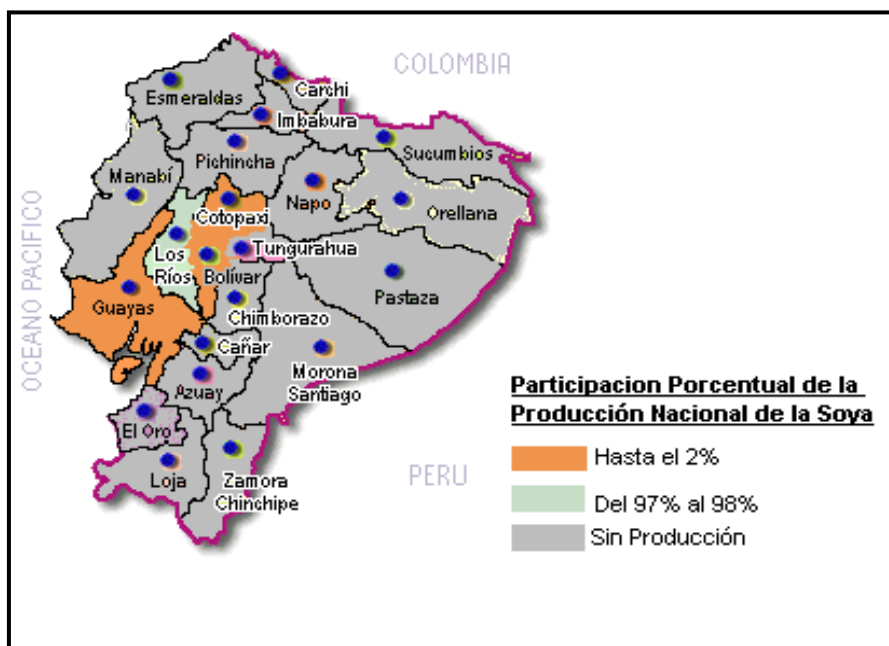 COLOMBIA
Carchi
Esmeraldas
Imbabura
Sucumbios
Pichincha
Manabí
Napo
Orellana
Cotopaxi
OCEANO PACIFICO
Los
Ríos
Tungurahua
Bolívar
Pastaza
Guayas
Chimborazo
Cañar
Morona
Santiago
Azuay
El Oro
Loja
Zamora
Chinchipe
PERU
Participacion Porcentual de la
Producción Nacional de la Soya
Hasta el 2%
Del 97% al 98%
Sin Producción